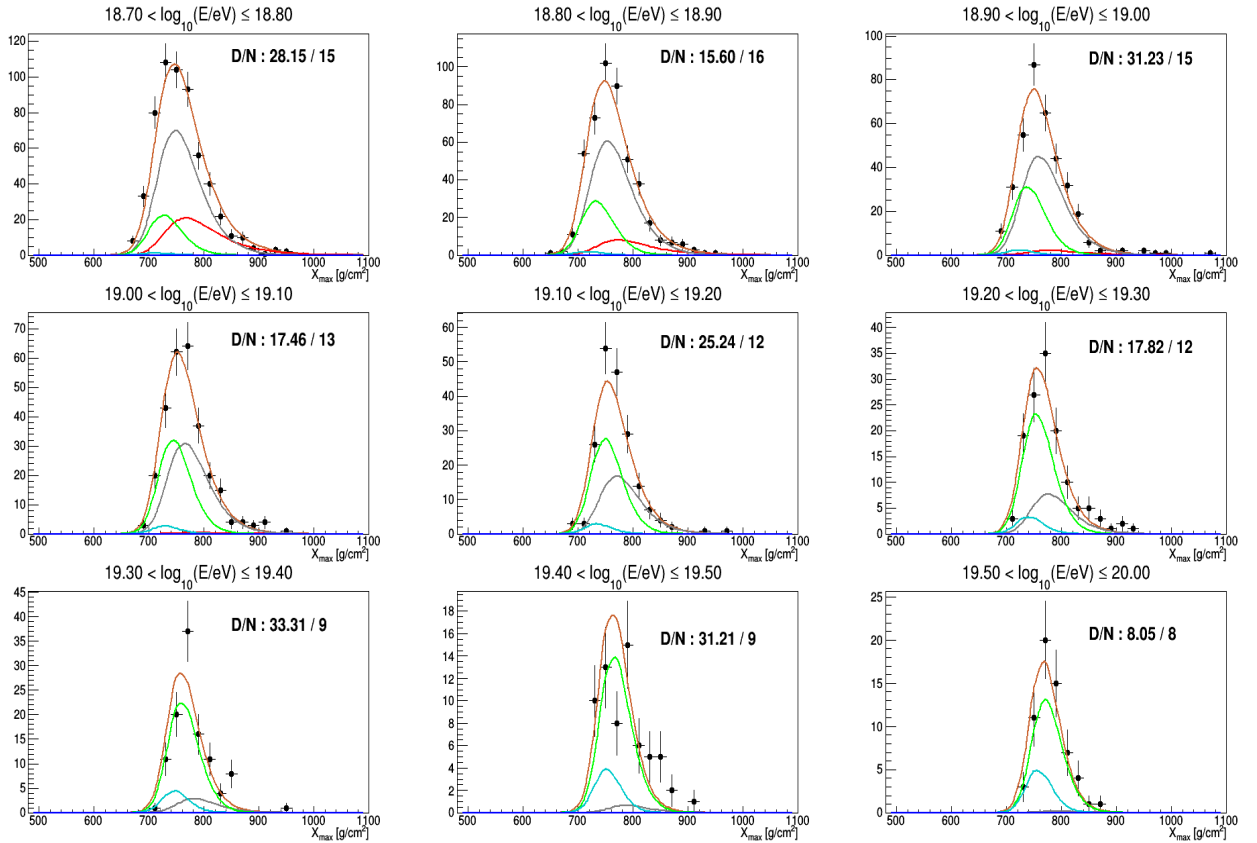 18.70 < log10(E/eV) ≤ 18.80
D/N : 28.15 / 15
120
100
80
60
40
20
0
500 600 700 800 900 1000 1100
Xmax [g/cm²]
18.80 < log10(E/eV) ≤ 18.90
D/N : 15.60 / 16
100
80
60
40
20
0
500 600 700 800 900 1000 1100
Xmax [g/cm²]
18.90 < log10(E/eV) ≤ 19.00
D/N : 31.23 / 15
100
80
60
40
20
0
500 600 700 800 900 1000 1100
Xmax [g/cm²]
19.00 < log10(E/eV) ≤ 19.10
D/N : 17.46 / 13
70
60
50
40
30
20
10
0
500 600 700 800 900 1000 1100
Xmax [g/cm²]
19.10 < log10(E/eV) ≤ 19.20
D/N : 25.24 / 12
60
50
40
30
20
10
0
500 600 700 800 900 1000 1100
Xmax [g/cm²]
19.20 < log10(E/eV) ≤ 19.30
D/N : 17.82 / 12
40
35
30
25
20
15
10
5
0
500 600 700 800 900 1000 1100
Xmax [g/cm²]
19.30 < log10(E/eV) ≤ 19.40
D/N : 33.31 / 9
45
40
35
30
25
20
15
10
5
0
500 600 700 800 900 1000 1100
Xmax [g/cm²]
19.40 < log10(E/eV) ≤ 19.50
D/N : 31.21 / 9
18
16
14
12
10
8
6
4
2
0
500 600 700 800 900 1000 1100
Xmax [g/cm²]
19.50 < log10(E/eV) ≤ 20.00
D/N : 8.05 / 8
25
20
15
10
5
0
500 600 700 800 900 1000 1100
Xmax [g/cm²]